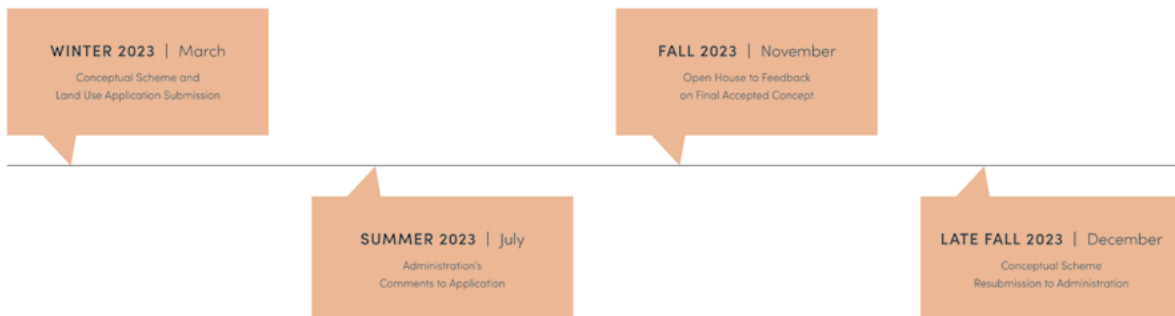 WINTER 2023 | March
Conceptual Scheme and
Land Use Application Submission
SUMMER 2023 | July
Administration's
Comments to Application
FALL 2023 | November
Open House to Feedback
on Final Accepted Concept
LATE FALL 2023 | December
Conceptual Scheme
Resubmission to Administration